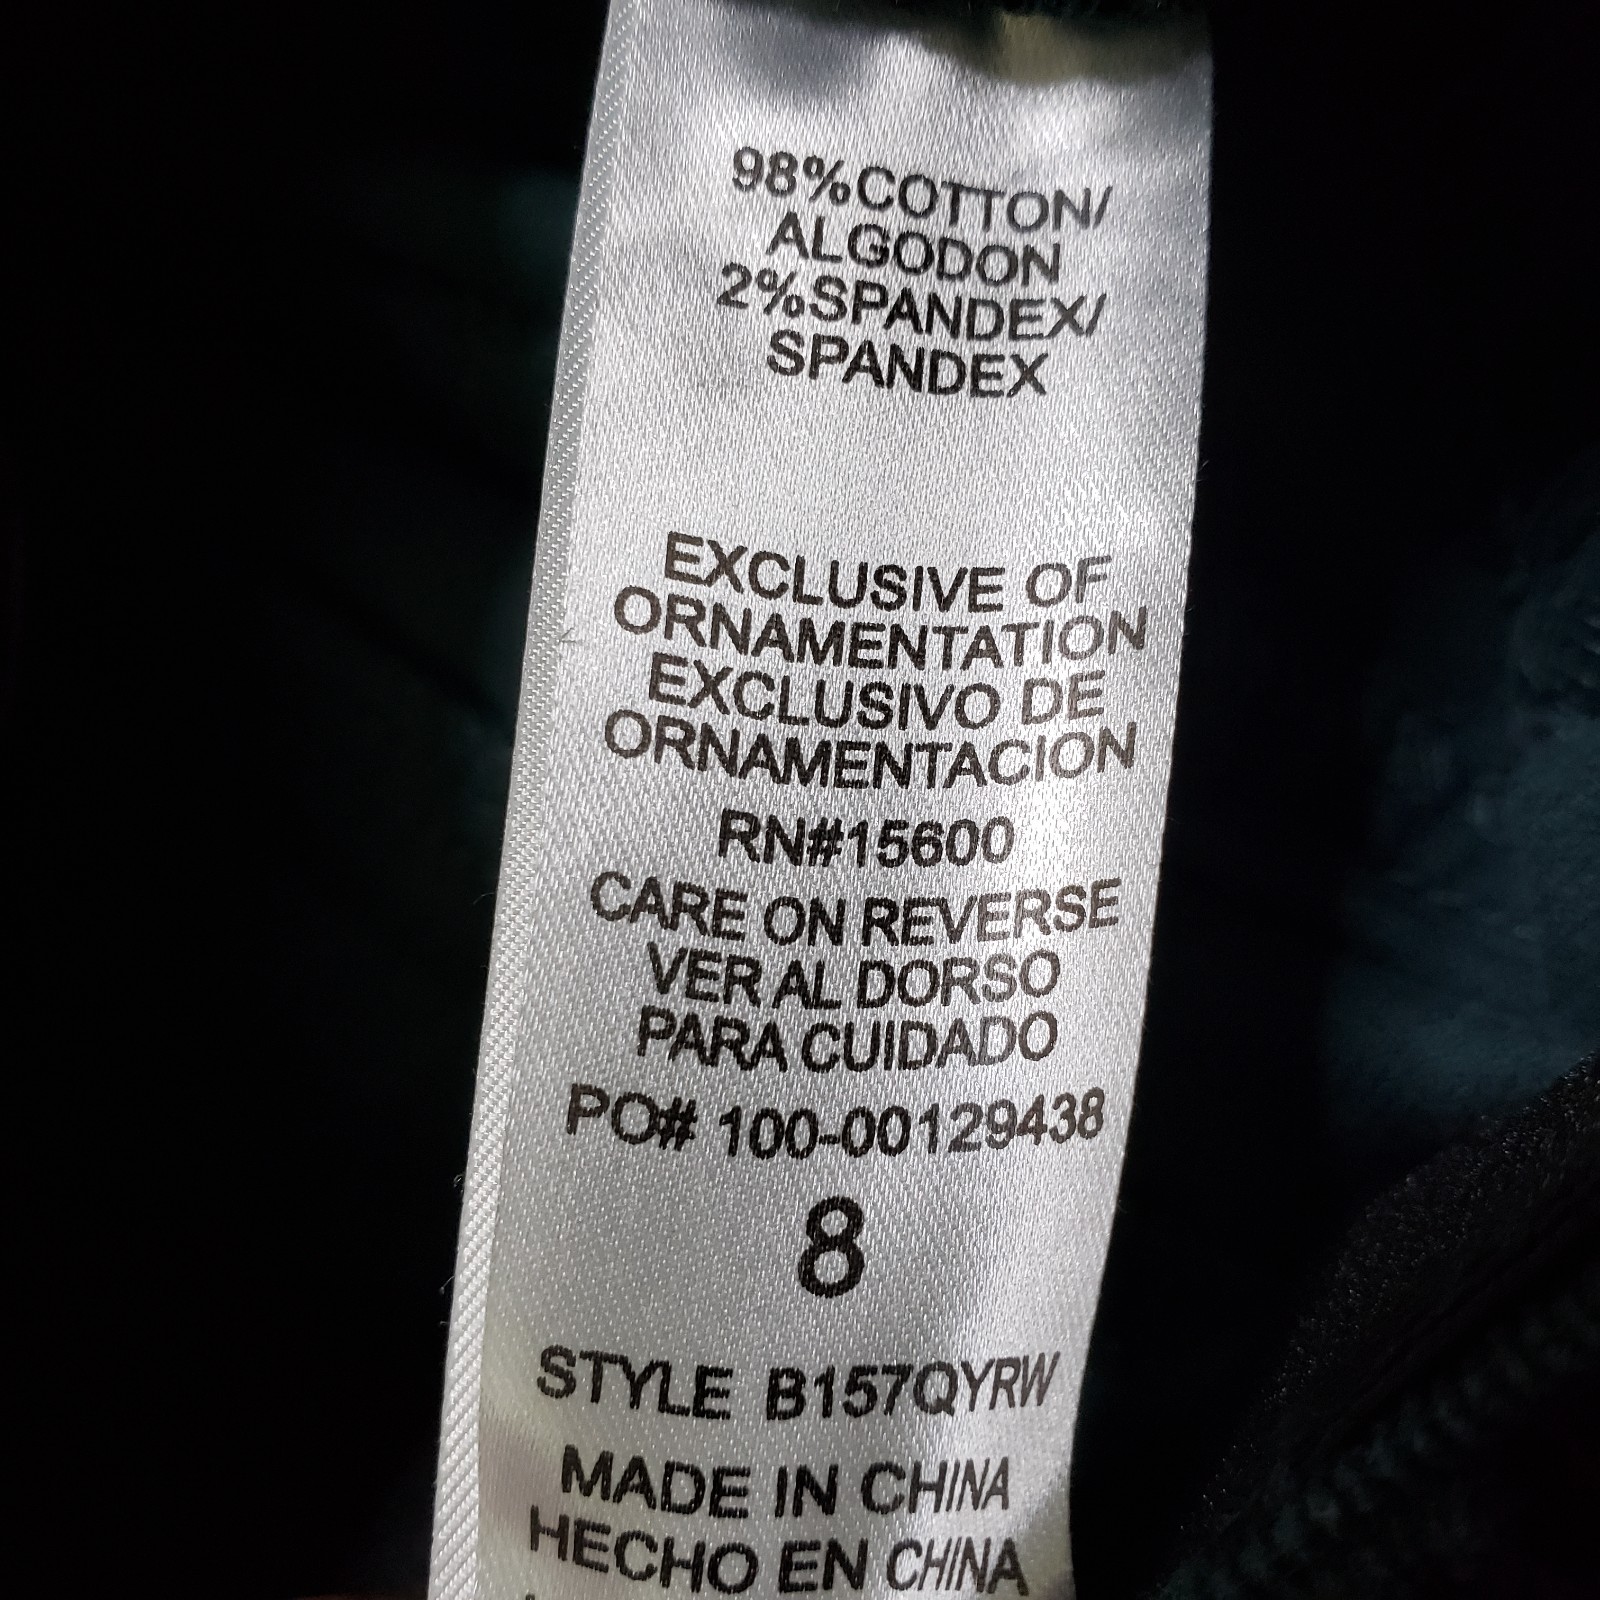 98%COTTON/
ALGODON
2%SPANDEX/
SPANDEX
EXCLUSIVE OF
ORNAMENTATION
EXCLUSIVO DE
ORNAMENTACION
RN#15600
CARE ON REVERSE
VER AL DORSO
PARA CUIDADO
PO# 100-00129438
8
STYLE B157QYRW
MADE IN CHINA
HECHO EN CHINA